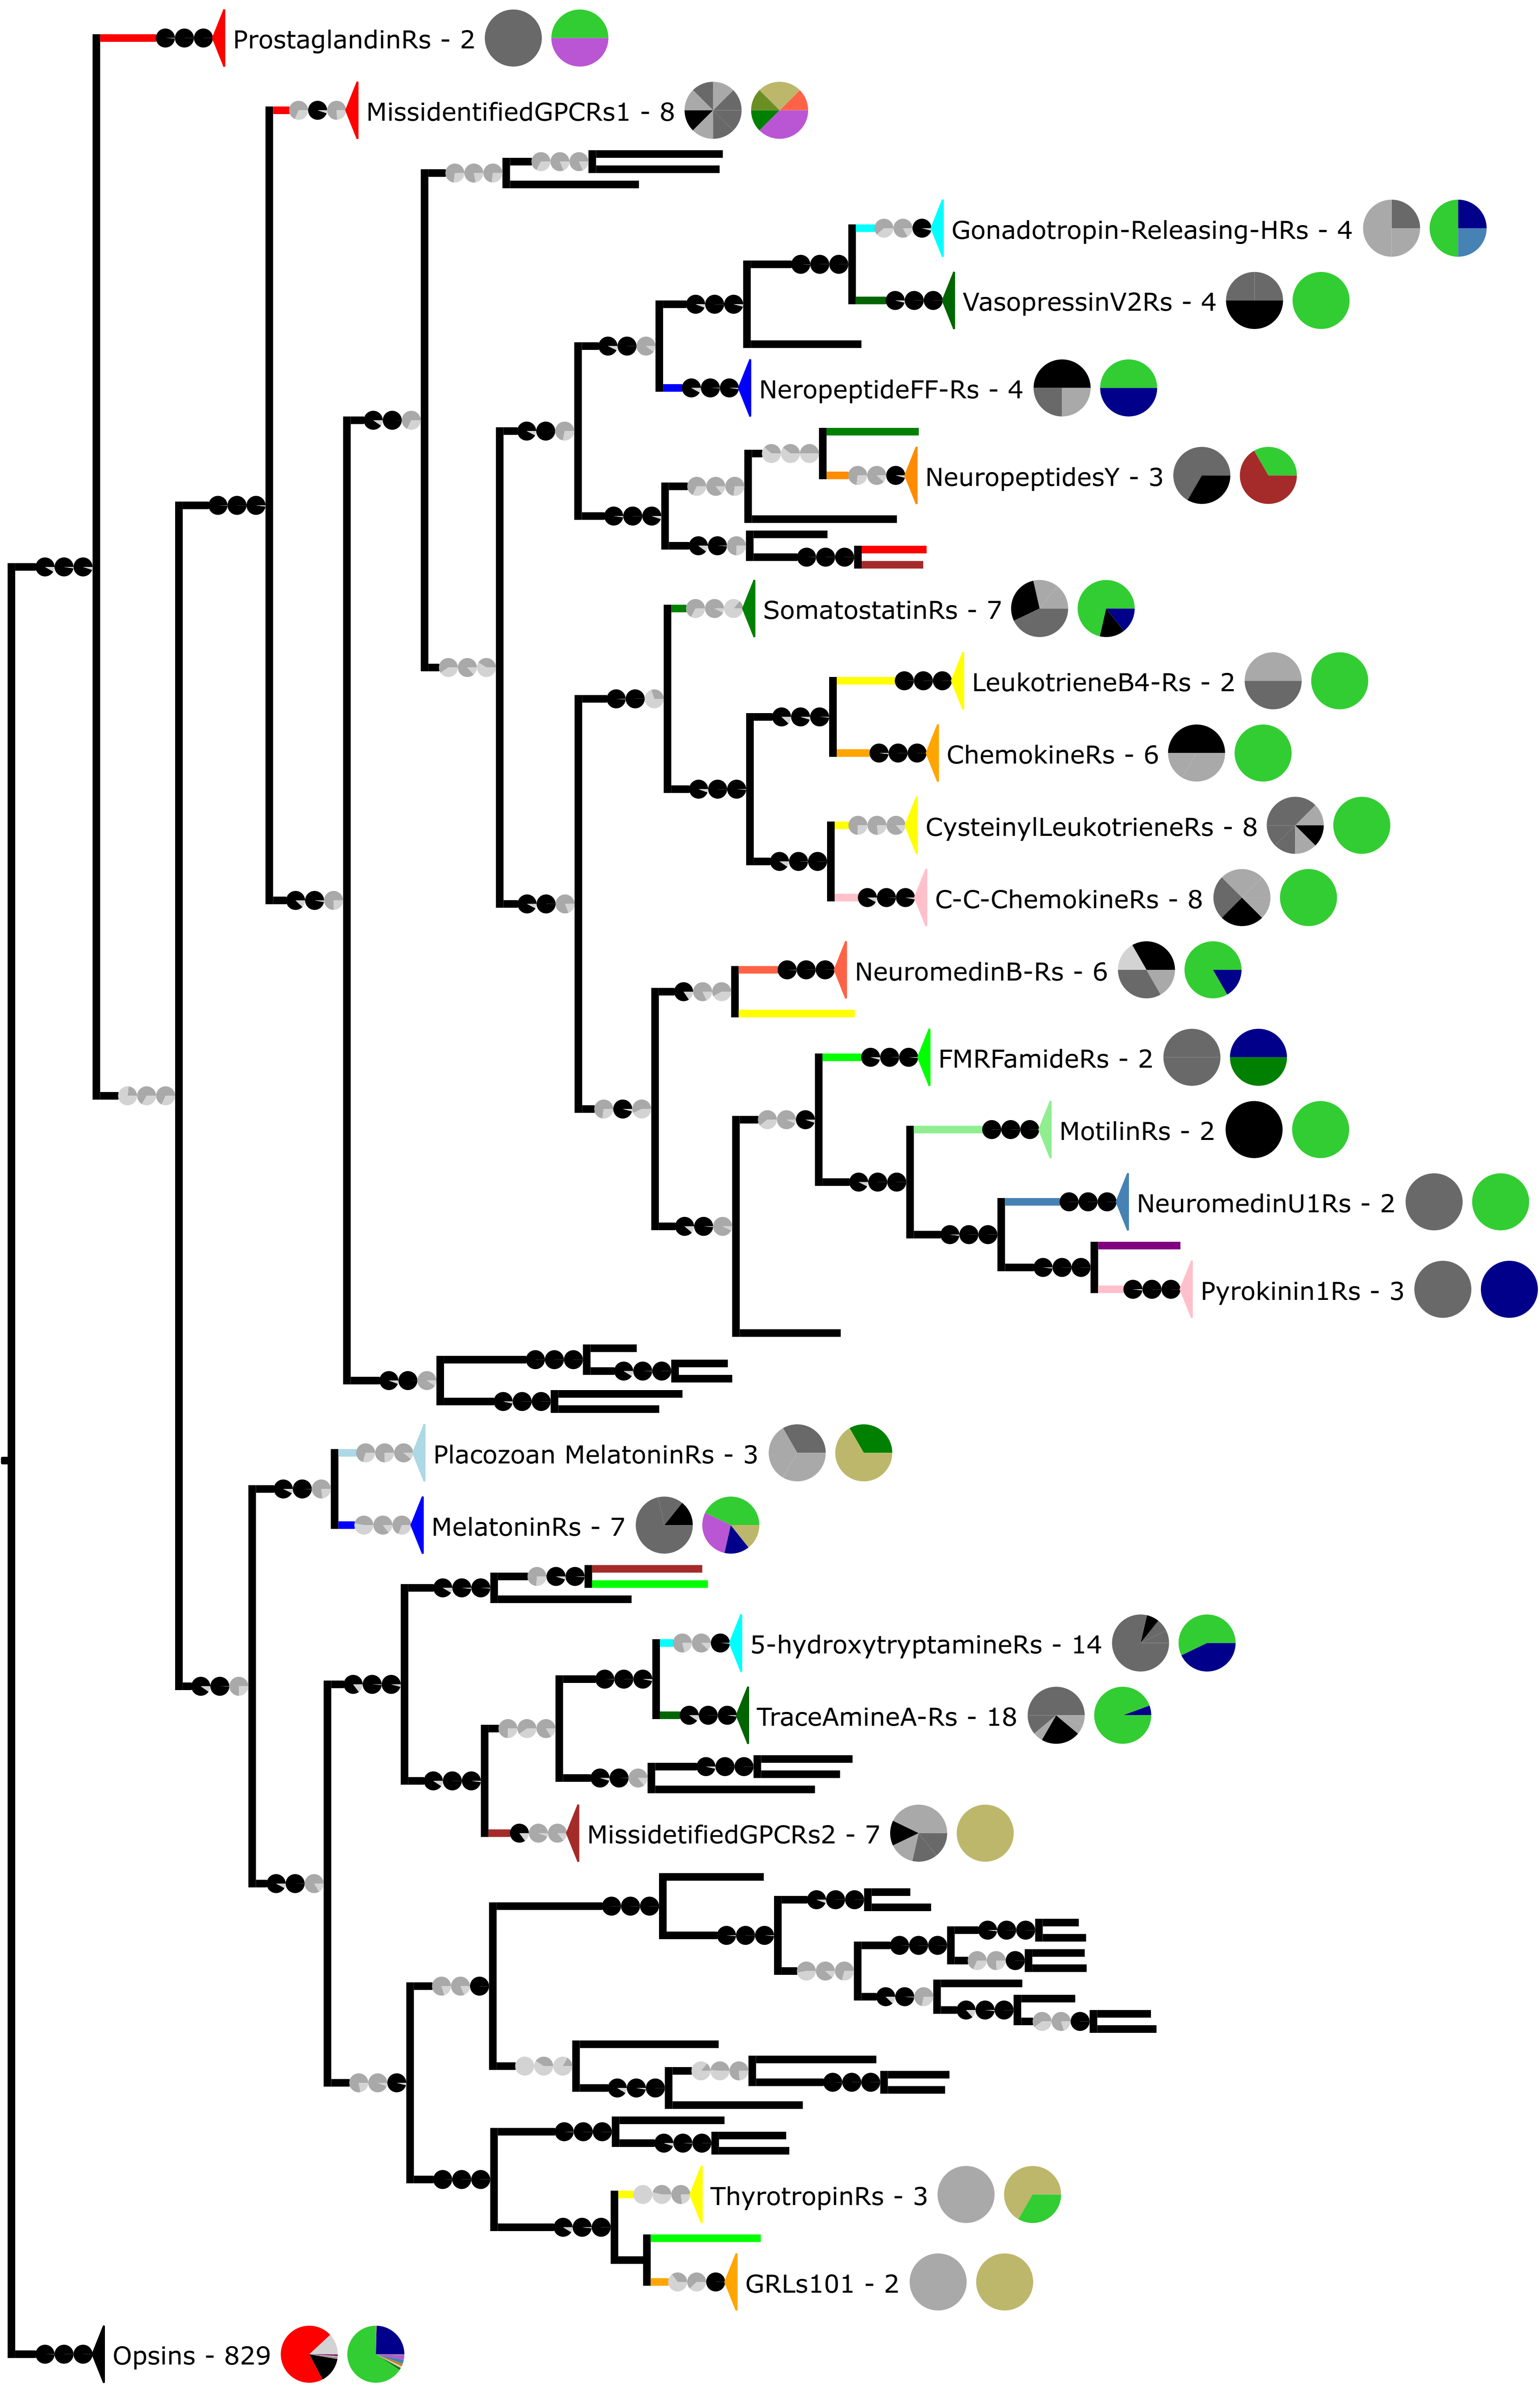 ProstaglandinRs - 2
MissidentifiedGPCRs1 - 8
Gonadotropin-Releasing-HRs - 4
VasopressinV2Rs - 4
NeropeptideFF-Rs - 4
NeuropeptidesY - 3
SomatostatinRs - 7
LeukotrieneB4-Rs - 2
ChemokineRs - 6
CysteinylLeukotrieneRs - 8
C-C-ChemokineRs - 8
NeuromedinB-Rs - 6
FMRFamideRs - 2
MotilinRs - 2
NeuromedinU1Rs - 2
Pyrokinin1Rs - 3
Placozoan MelatoninRs - 3
MelatoninRs - 7
5-hydroxytryptamineRs - 14
TraceAmineA-Rs - 18
MissidetifiedGPCRs2 - 7
ThyrotropinRs - 3
GRLs101 - 2
Opsins - 829